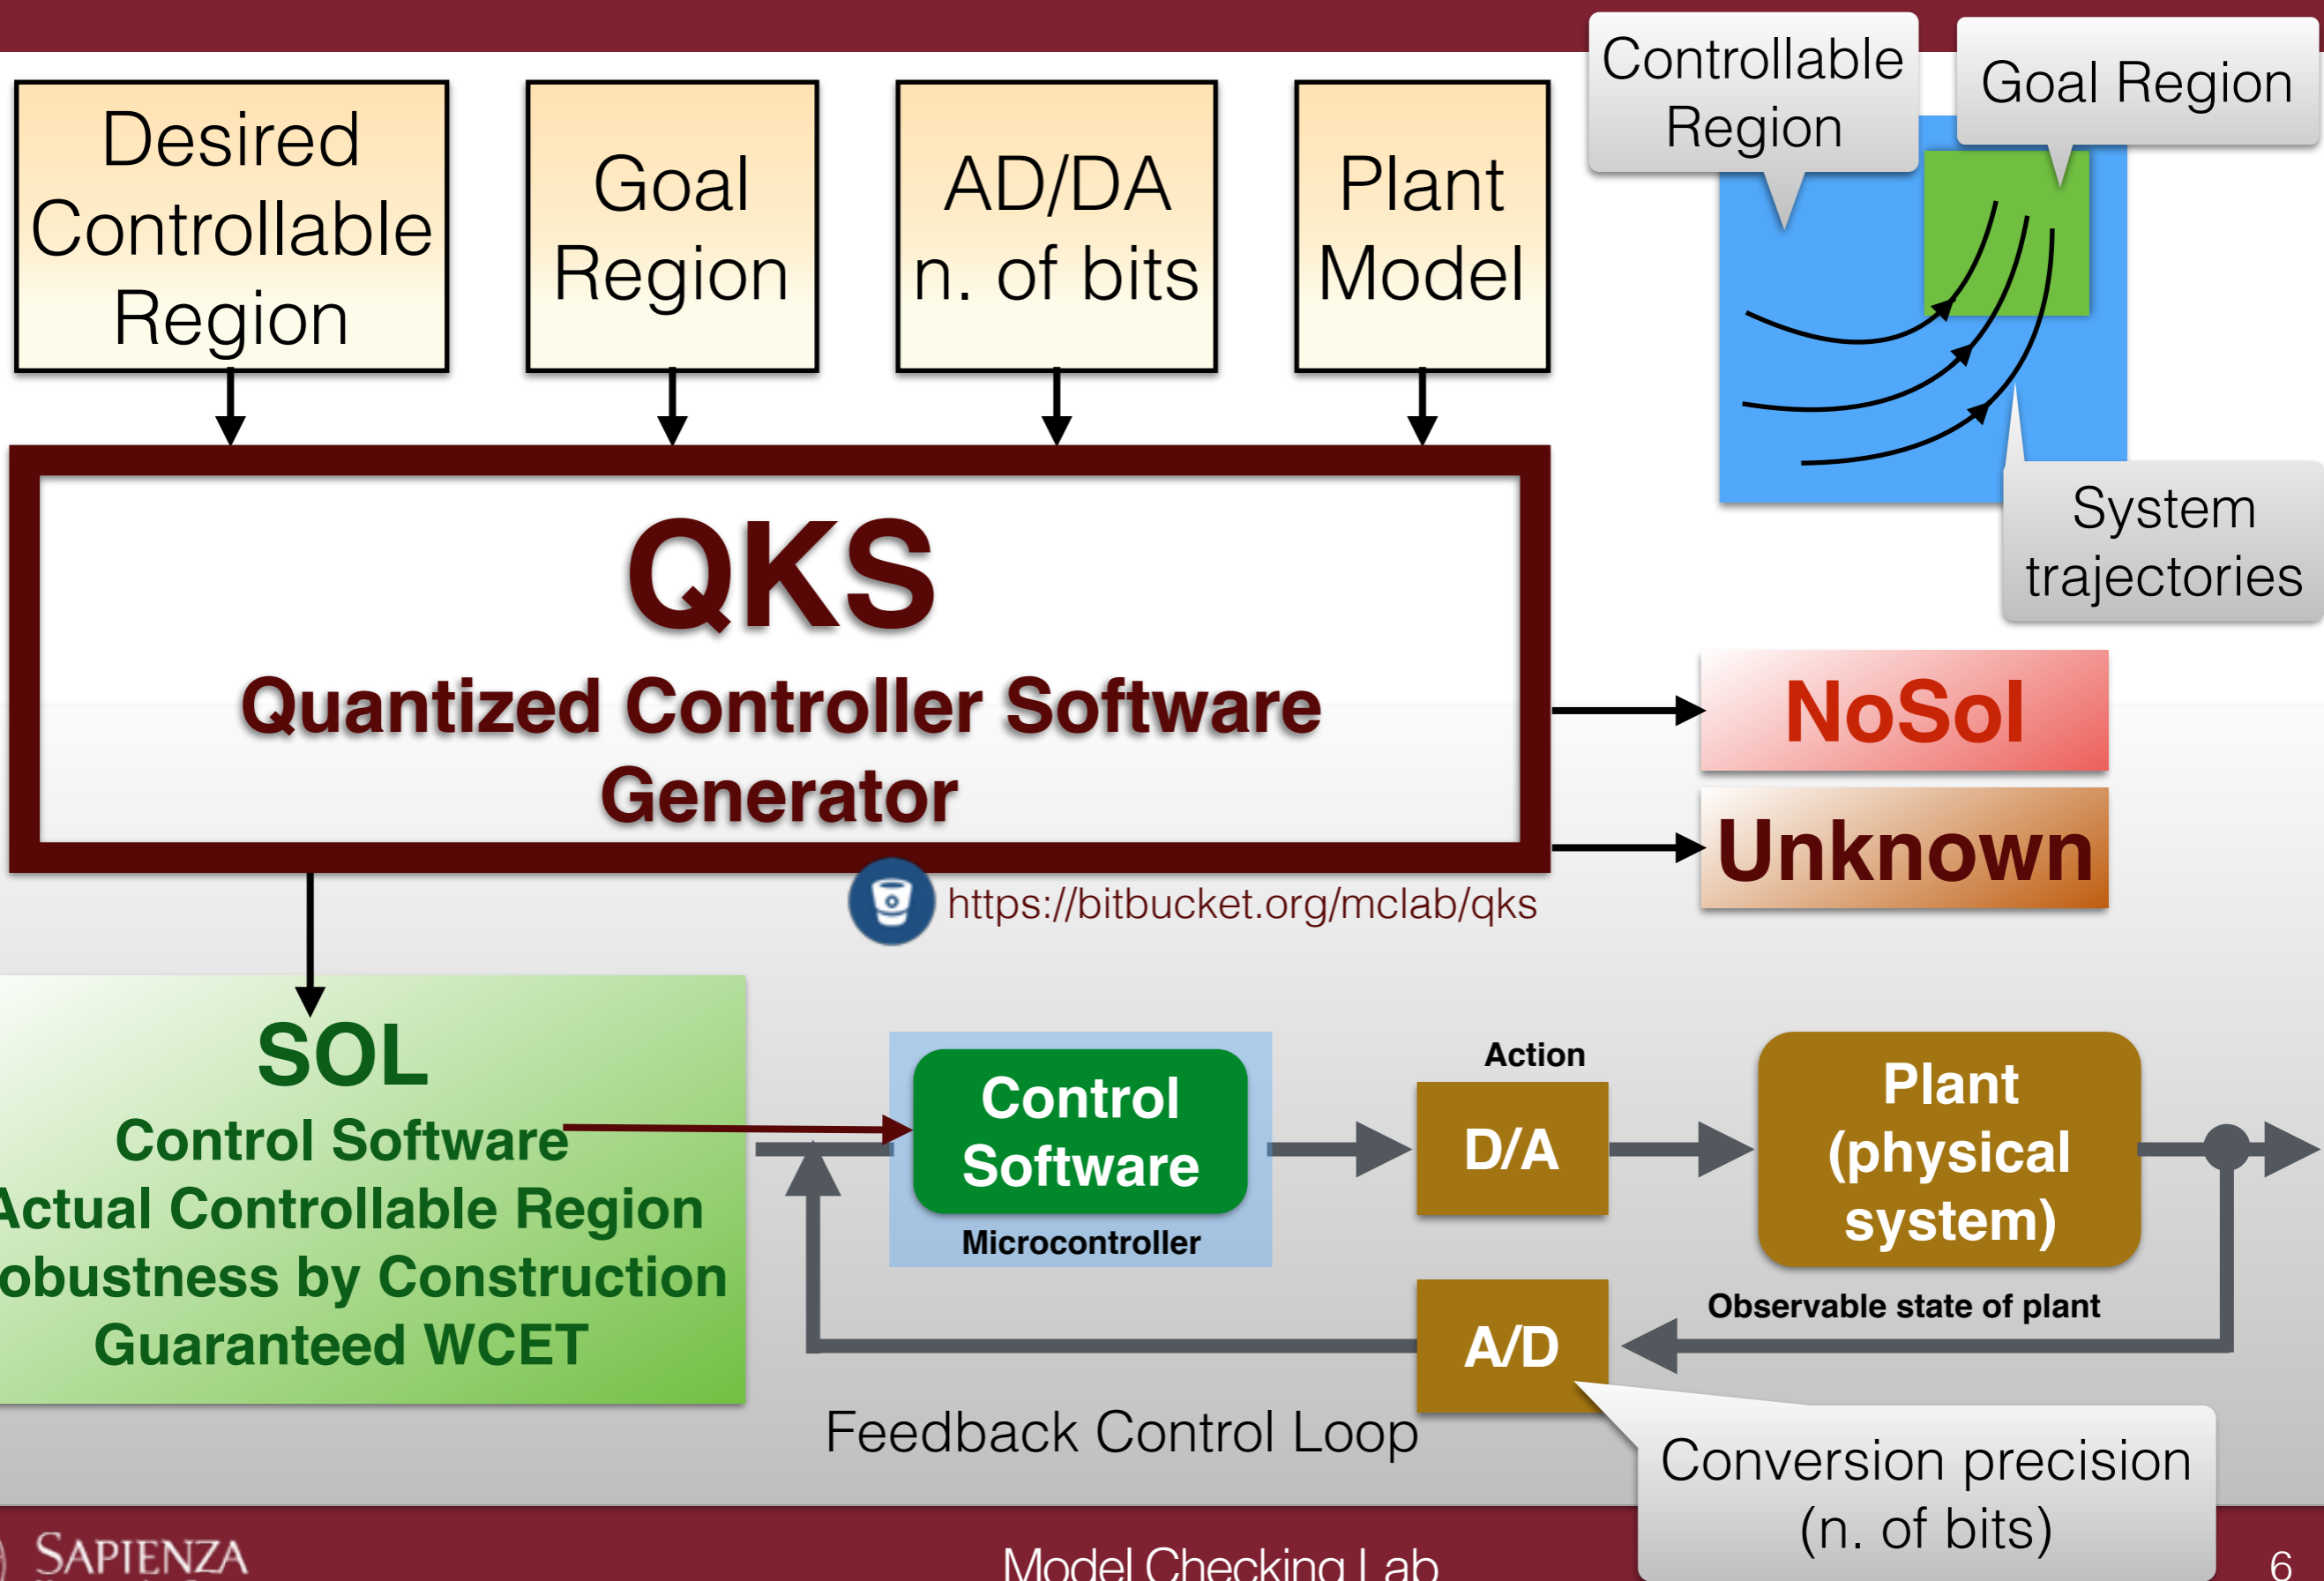 Desired
Controllable
Region
Goal
Region
AD/DA
n. of bits
Plant
Model
Controllable
Region
Goal Region
System
trajectories
QKS
Quantized Controller Software
Generator
NoSol
Unknown
https://bitbucket.org/mclab/qks
SOL
Control Software
Actual Controllable Region
obustness by Construction
Guaranteed WCET
Control
Software
Microcontroller
Action
D/A
Plant
(physical
system)
Observable state of plant
A/D
Feedback Control Loop
Conversion precision
(n. of bits)
SAPIENZA
Model Checking Lab
6